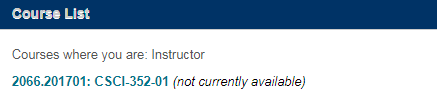 Course List
Courses where you are: Instructor
2066.201701: CSCI-352-01 (not currently available)